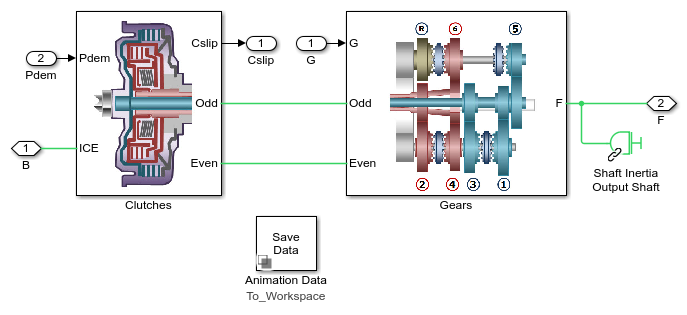 R
6
5
2
Pdem
Pdem
Cslip
1
Cslip
1
G
G
Odd
Odd
F
2
F
1
B
ICE
Even
Even
2
4
3
1
Shaft Inertia
Output Shaft
Clutches
Gears
Save
Data
Animation Data
To_Workspace